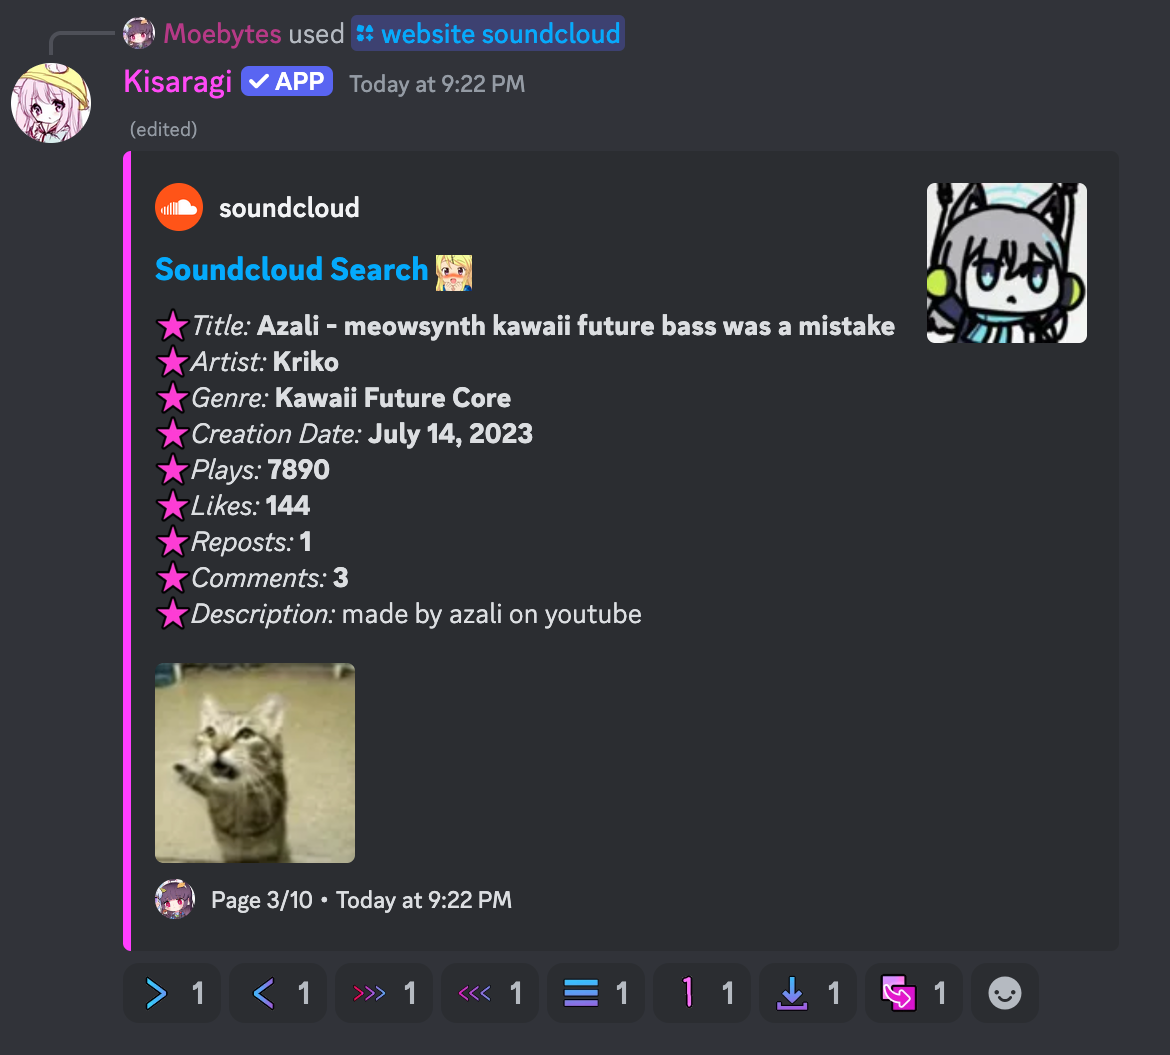 Moebytes used website soundcloud
Kisaragi APP Today at 9:22 PM
(edited)
soundcloud
Soundcloud Search
Title: Azali - meowsynth kawaii future bass was a mistake
Artist: Kriko
Genre: Kawaii Future Core
Creation Date: July 14, 2023
Plays: 7890
Likes: 144
Reposts: 1
Comments: 3
Description: made by azali on youtube
Page 3/10 • Today at 9:22 PM
1 1 1 1 1 1 1 1 1